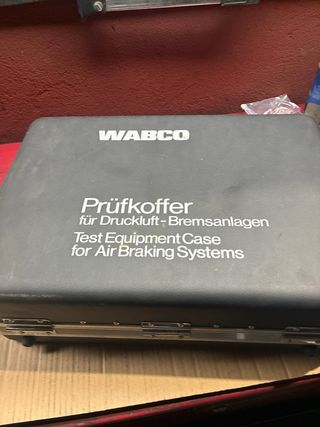 WABCO
Prüfkoffer
für Druckluft-Bremsanlagen
Test Equipment Case
for Air Braking Systems